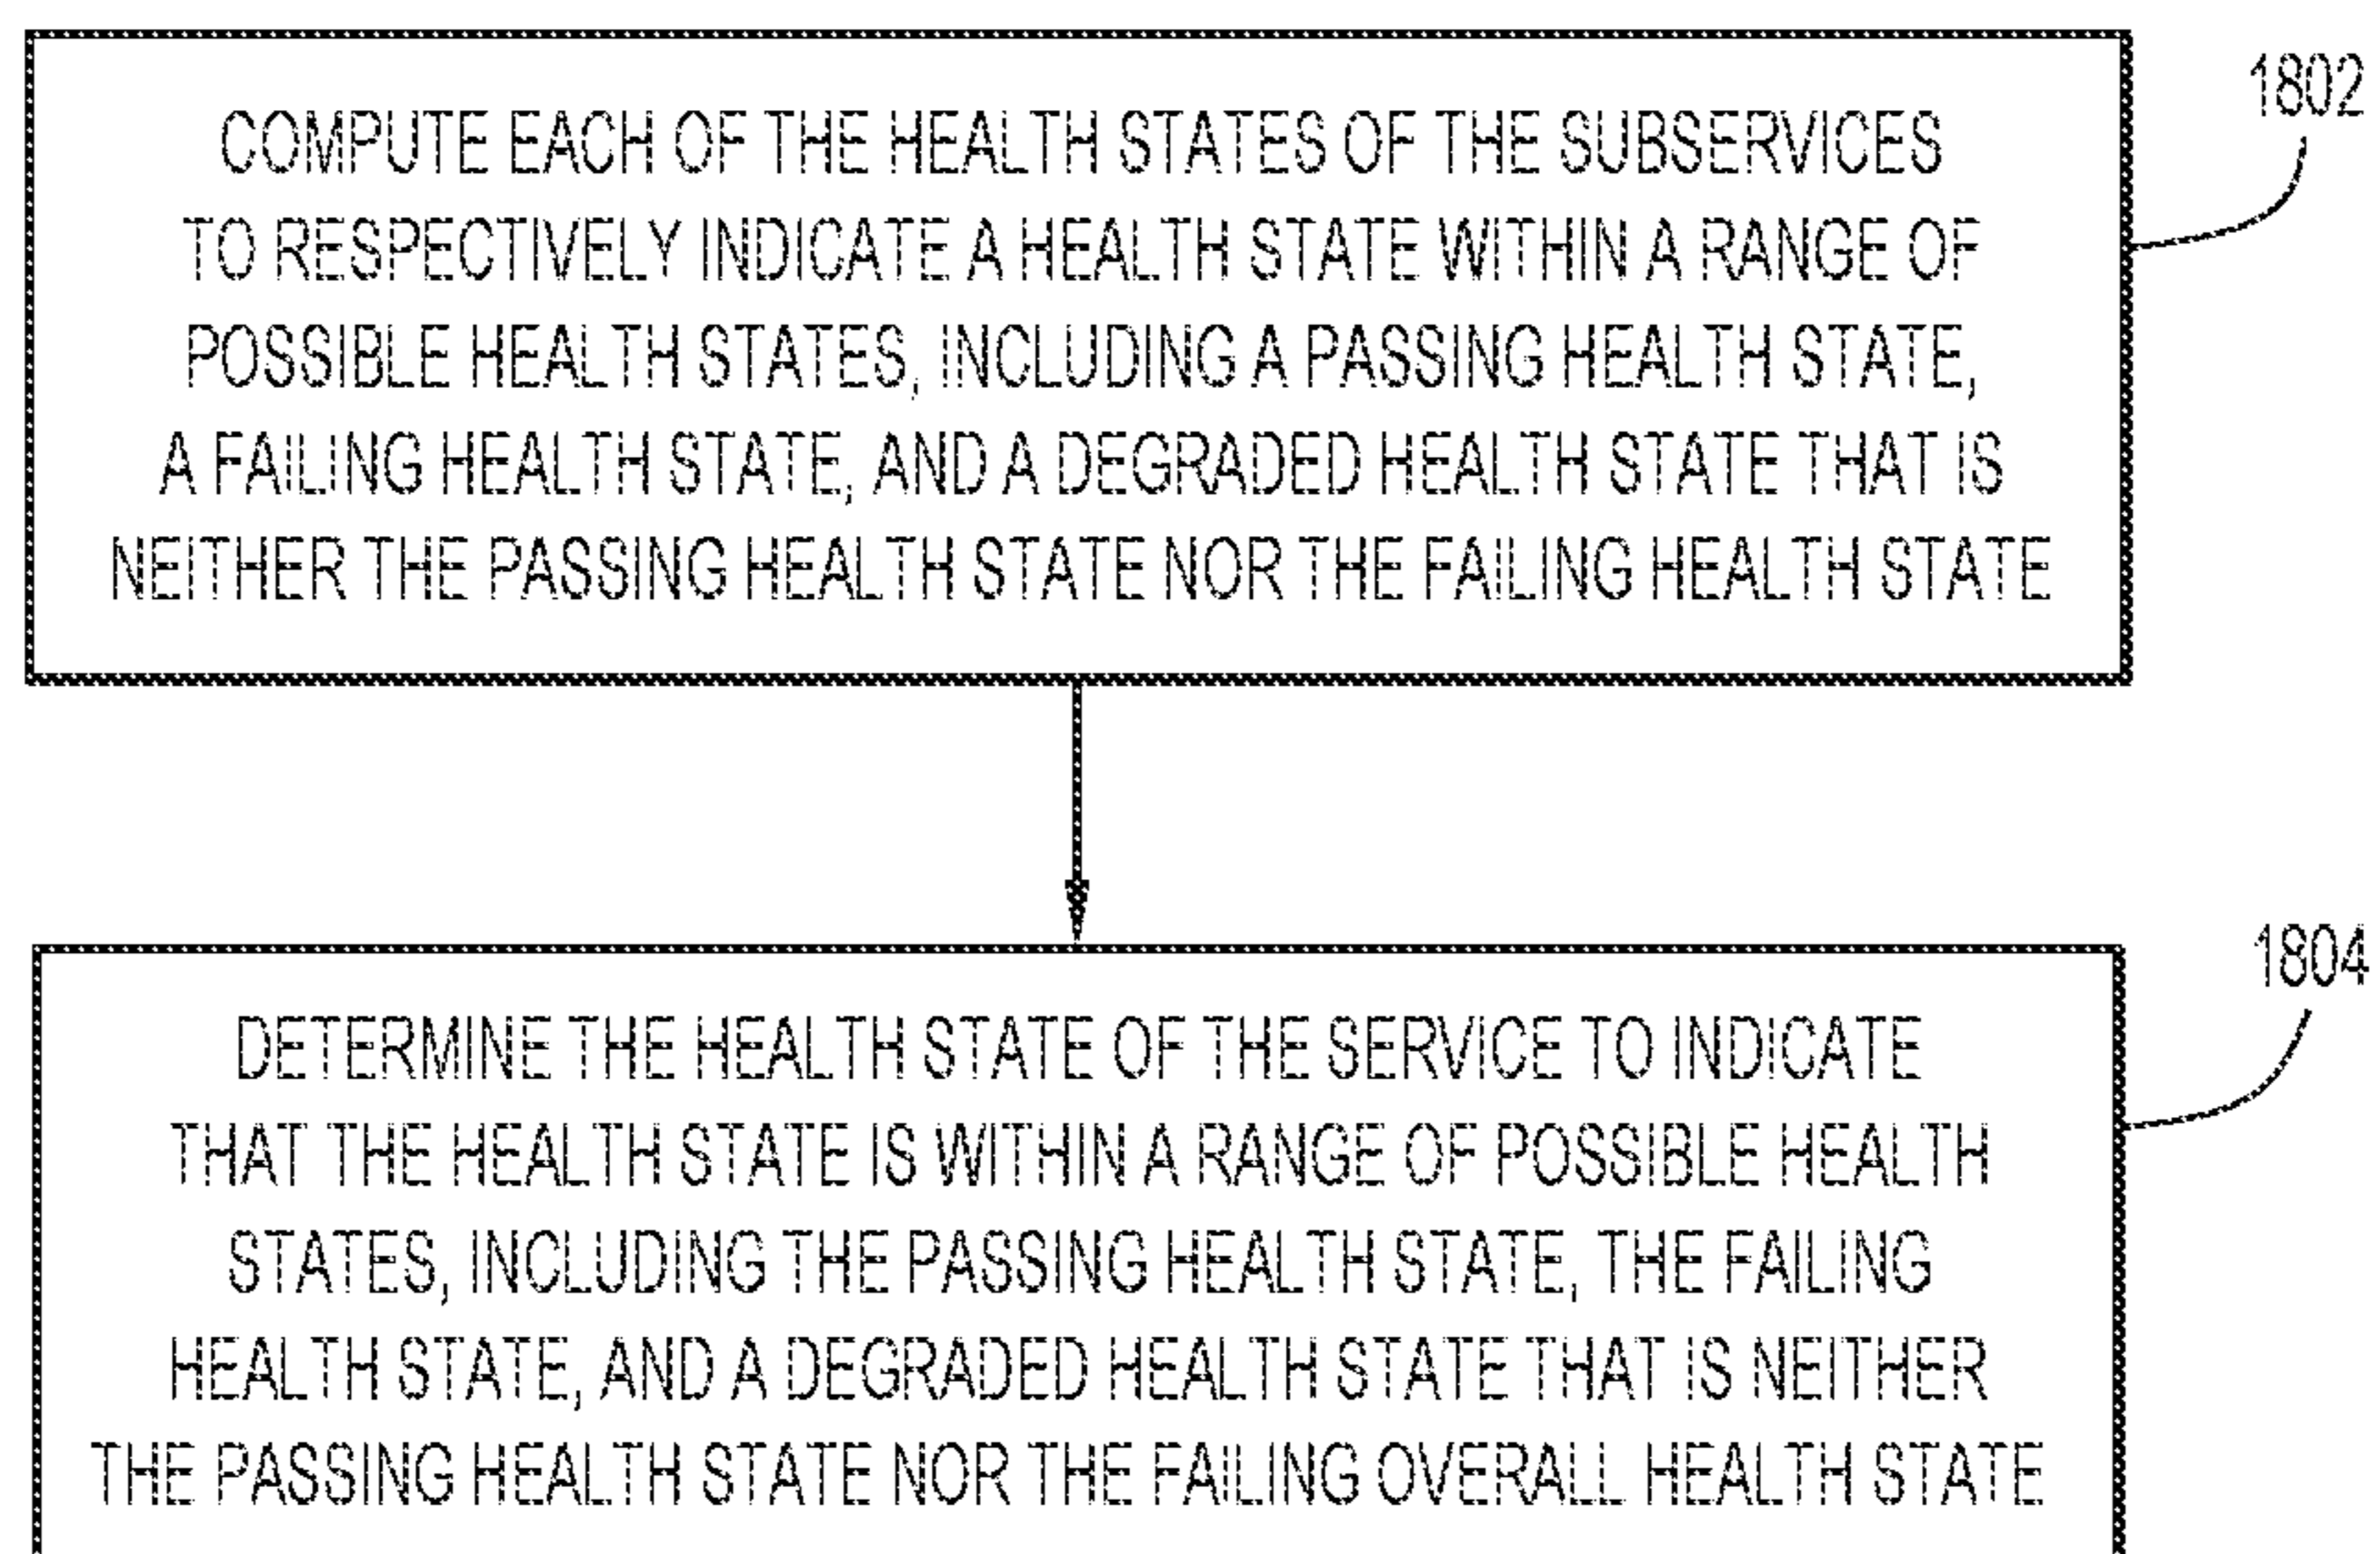 1802
COMPUTE EACH OF THE HEALTH STATES OF THE SUBSERVICES
TO RESPECTIVELY INDICATE A HEALTH STATE WITHIN A RANGE OF
POSSIBLE HEALTH STATES, INCLUDING A PASSING HEALTH STATE,
A FAILING HEALTH STATE, AND A DEGRADED HEALTH STATE THAT IS
NEITHER THE PASSING HEALTH STATE NOR THE FAILING HEALTH STATE
1804
DETERMINE THE HEALTH STATE OF THE SERVICE TO INDICATE
THAT THE HEALTH STATE IS WITHIN A RANGE OF POSSIBLE HEALTH
STATES, INCLUDING THE PASSING HEALTH STATE, THE FAILING
HEALTH STATE, AND A DEGRADED HEALTH STATE THAT IS NEITHER
THE PASSING HEALTH STATE NOR THE FAILING OVERALL HEALTH STATE